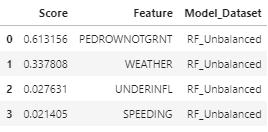 Score Feature Model_Dataset
0 0.613156 PEDROWNOTGRNT RF_Unbalanced
1 0.337808 WEATHER RF_Unbalanced
2 0.027631 UNDERINFL RF_Unbalanced
3 0.021405 SPEEDING RF_Unbalanced